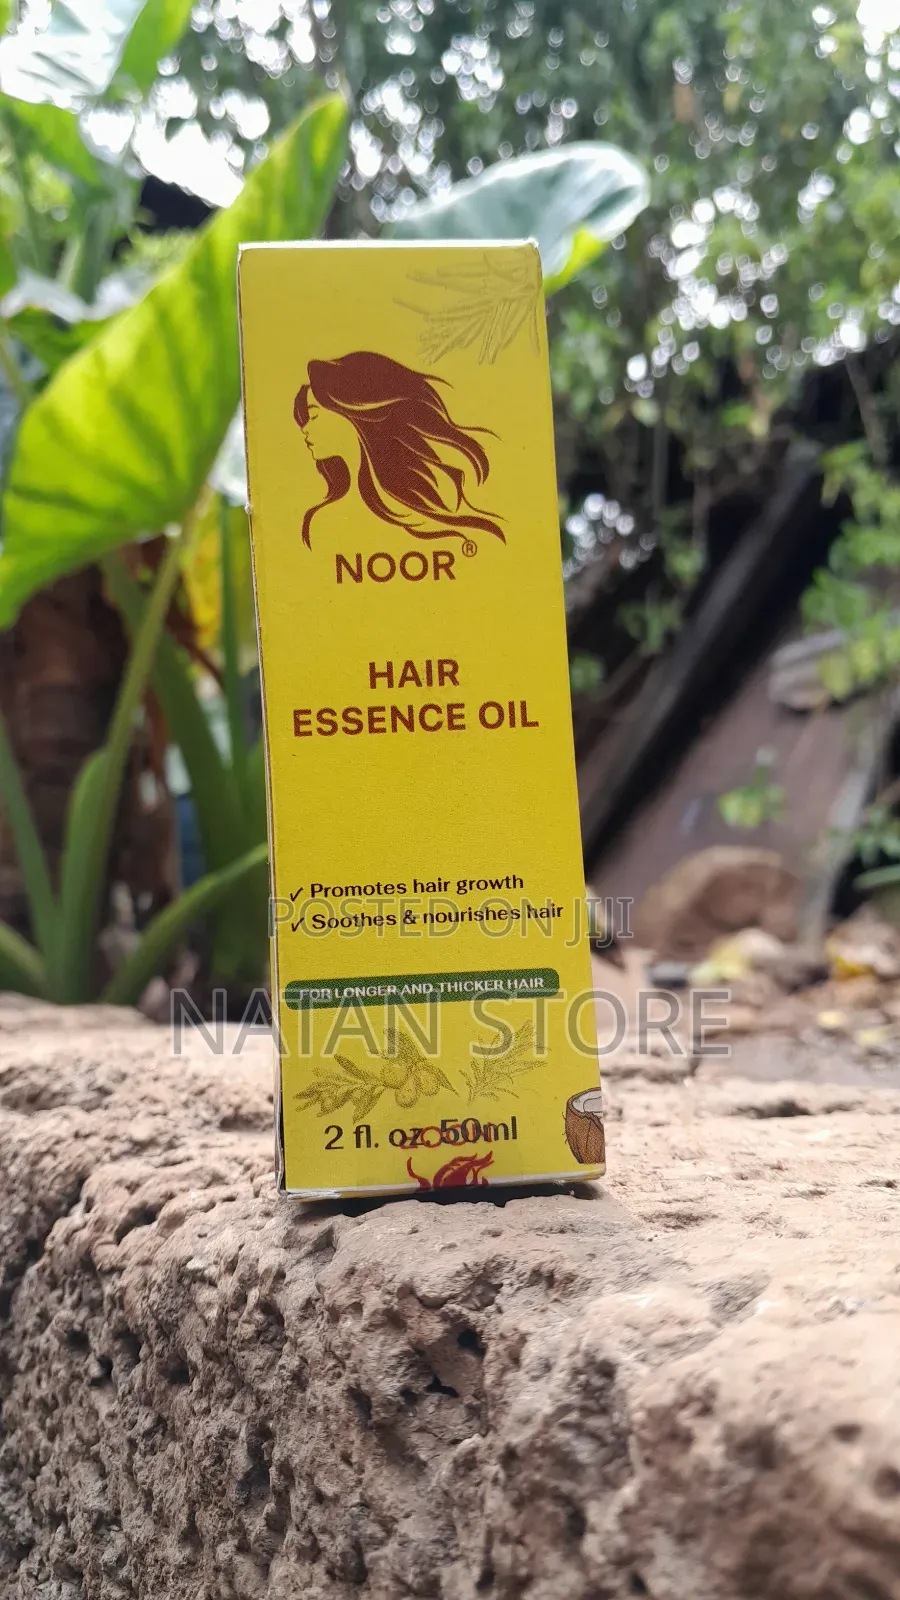 NOOR®
HAIR
ESSENCE OIL
✓ Promotes hair growth
✓ Soothes & nourishes hair
POSTED ON JIJI
FOR LONGER AND THICKER HAIR
NATAN STORE
2 fl. oz. 50ml